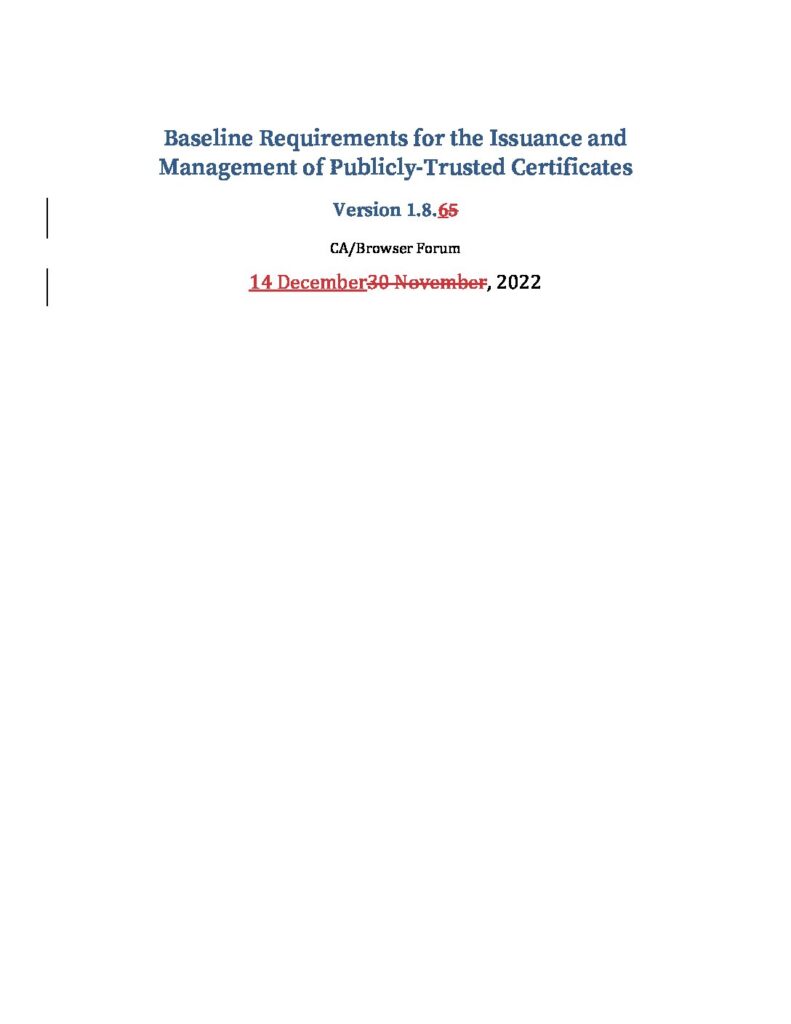 Baseline Requirements for the Issuance and
Management of Publicly-Trusted Certificates
Version 1.8.65
CA/Browser Forum
14 December30 November, 2022